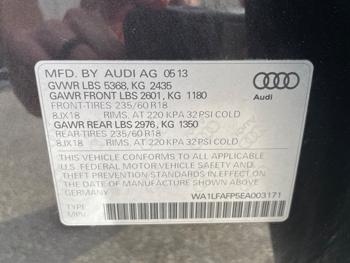 MFD. BY AUDI AG 05 13
GVWR LBS 5368, KG 2435
GAWR FRONT LBS 2601, KG 1180
FRONT-TIRES 235/60 R18
8JX18 RIMS, AT 220 KPA 32 PSI COLD
GAWR REAR LBS 2976, KG 1350
REAR-TIRES 235/60 R18
8JX18 RIMS, AT 220 KPA 32 PSI COLD
Audi
THIS VEHICLE CONFORMS TO ALL APPLICABLE
U.S. FEDERAL MOTOR VEHICLE SAFETY AND
THEFT PREVENTION STANDARDS IN EFFECT
ON THE DATE OF MANUFACTURE SHOWN ABOVE
WA1LFAFP5EA003171
TYPE:
MPV
GERMANY